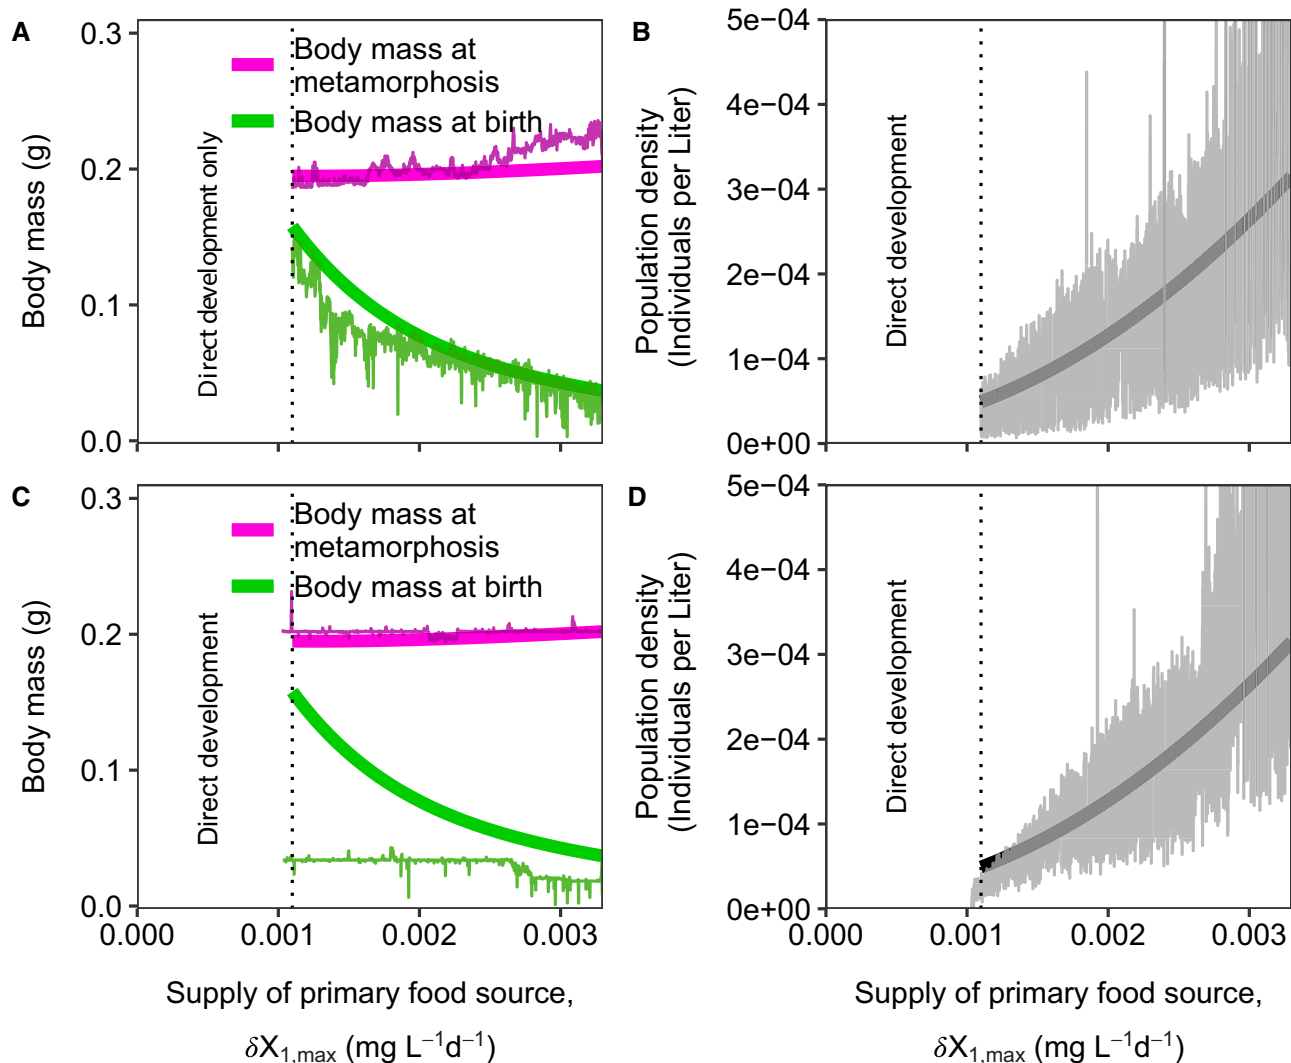 A
0.3
0.2
0.1
0.0
Body mass (g)
Direct development only
Body mass at
metamorphosis
Body mass at birth
B
5e−04
4e−04
3e−04
2e−04
1e−04
0e+00
Population density
(Individuals per Liter)
Direct development
C
0.3
0.2
0.1
0.0
Body mass (g)
Direct development
Body mass at
metamorphosis
Body mass at birth
0.000 0.001 0.002 0.003
Supply of primary food source,
δX1,max (mg L−1d−1)
D
5e−04
4e−04
3e−04
2e−04
1e−04
0e+00
Population density
(Individuals per Liter)
Direct development
0.000 0.001 0.002 0.003
Supply of primary food source,
δX1,max (mg L−1d−1)